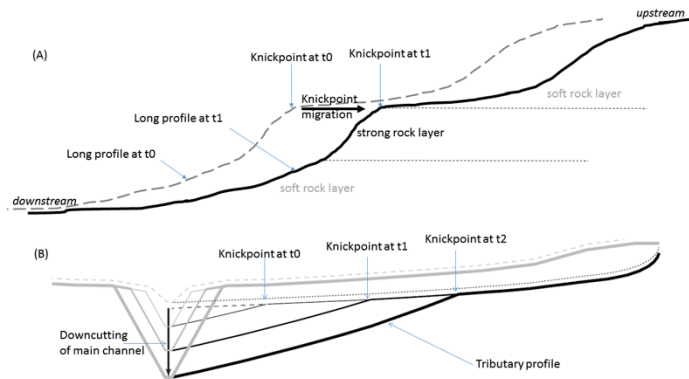 upstream
(A)
Knickpoint at t0
Knickpoint at t1
soft rock layer
Knickpoint
migration
Long profile at t1
strong rock layer
Long profile at t0
soft rock layer
downstream
(B)
Knickpoint at t0
Knickpoint at t1
Knickpoint at t2
Downcutting
of main channel
Tributary profile